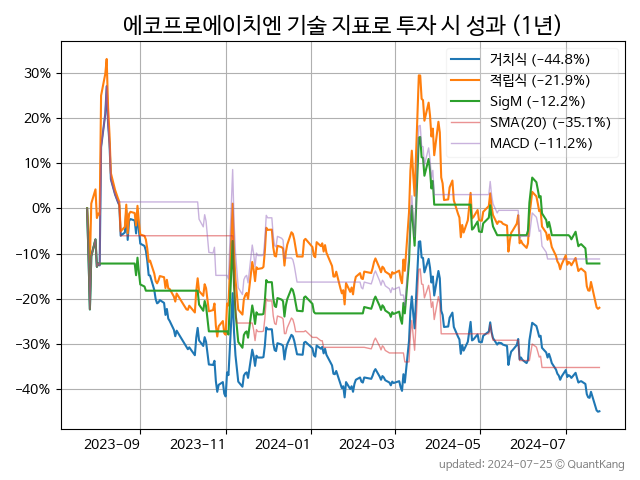 에코프로에이치엔 기술 지표로 투자 시 성과 (1년)
거치식 (−44.8%)
적립식 (−21.9%)
SigM (−12.2%)
SMA(20) (−35.1%)
MACD (−11.2%)
30%
20%
10%
0%
−10%
−20%
−30%
−40%
2023-09 2023-11 2024-01 2024-03 2024-05 2024-07
updated: 2024-07-25 © QuantKang